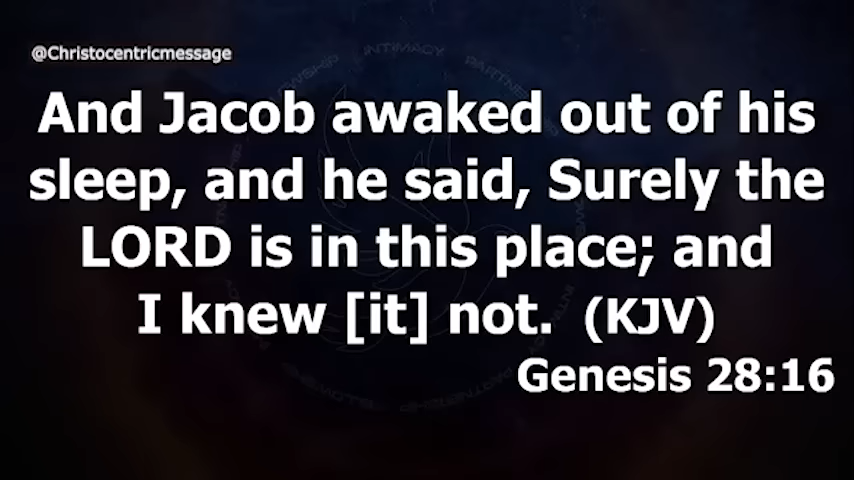 @Christocentricmessage
INTIMACY
And Jacob awaked out of his
sleep, and he said, Surely the
LORD is in this place; and
I knew [it] not. (KJV)
Genesis 28:16